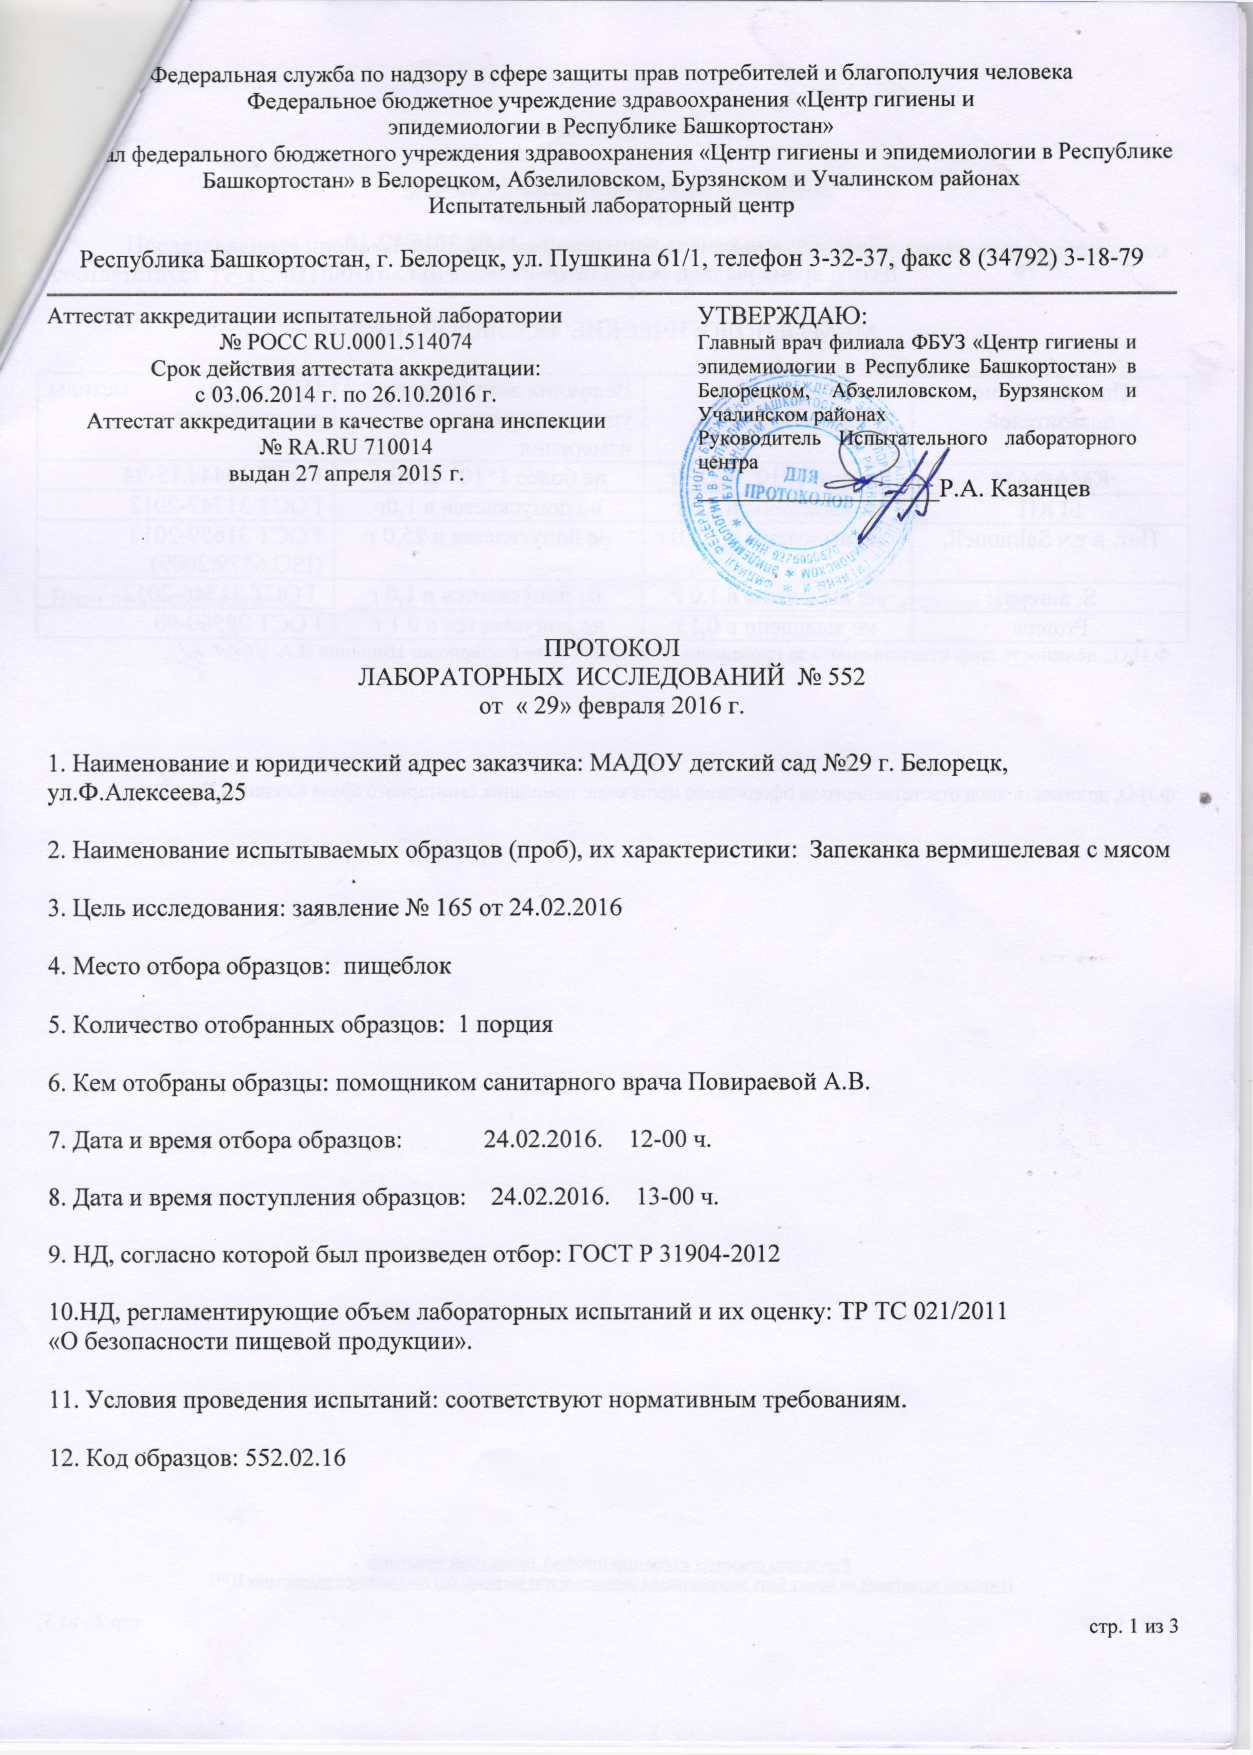 Федеральная служба по надзору в сфере защиты прав потребителей и благополучия человека
Федеральное бюджетное учреждение здравоохранения «Центр гигиены и
эпидемиологии в Республике Башкортостан»
ал федерального бюджетного учреждения здравоохранения «Центр гигиены и эпидемиологии в Республике
Башкортостан» в Белорецком, Абзелиловском, Бурзянском и Учалинском районах
Испытательный лабораторный центр
Республика Башкортостан, г. Белорецк, ул. Пушкина 61/1, телефон 3-32-37, факс 8 (34792) 3-18-79
Аттестат аккредитации испытательной лаборатории
№ РОСС RU.0001.514074
Срок действия аттестата аккредитации:
с 03.06.2014 г. по 26.10.2016 г.
Аттестат аккредитации в качестве органа инспекции
№ RA.RU 710014
выдан 27 апреля 2015 г.
УТВЕРЖДАЮ:
Главный врач филиала ФБУЗ «Центр гигиены и
эпидемиологии в Республике Башкортостан» в
Белорецком, Абзелиловском, Бурзянском и
Учалинском районах
Руководитель Испытательного лабораторного
центра
Р.А. Казанцев
ДЛЯ
ПРОТОКОЛОВ
ПРОТОКОЛ
ЛАБОРАТОРНЫХ ИССЛЕДОВАНИЙ № 552
от « 29» февраля 2016 г.
1. Наименование и юридический адрес заказчика: МАДОУ детский сад №29 г. Белорецк,
ул.Ф.Алексеева,25
2. Наименование испытываемых образцов (проб), их характеристики: Запеканка вермишелевая с мясом
3. Цель исследования: заявление № 165 от 24.02.2016
4. Место отбора образцов: пищеблок
5. Количество отобранных образцов: 1 порция
6. Кем отобраны образцы: помощником санитарного врача Повираевой А.В.
7. Дата и время отбора образцов: 24.02.2016. 12-00 ч.
8. Дата и время поступления образцов: 24.02.2016. 13-00 ч.
9. НД, согласно которой был произведен отбор: ГОСТ Р 31904-2012
10.НД, регламентирующие объем лабораторных испытаний и их оценку: ТР ТС 021/2011
«О безопасности пищевой продукции».
11. Условия проведения испытаний: соответствуют нормативным требованиям.
12. Код образцов: 552.02.16
стр. 1 из 3